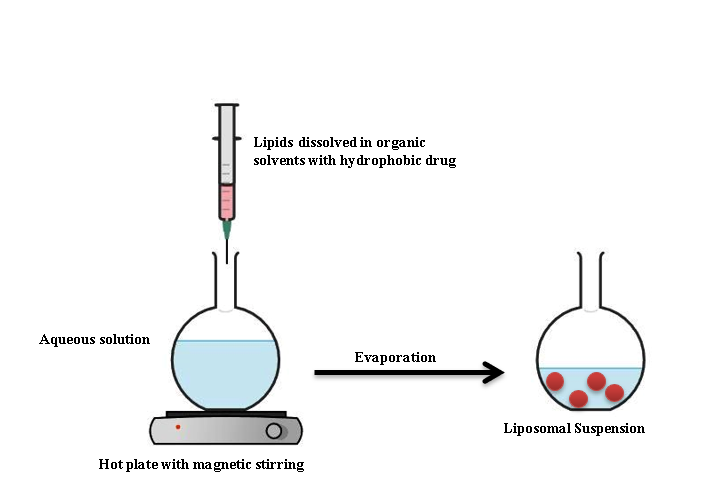 Lipids dissolved in organic
solvents with hydrophobic drug
Aqueous solution
Evaporation
Liposomal Suspension
Hot plate with magnetic stirring